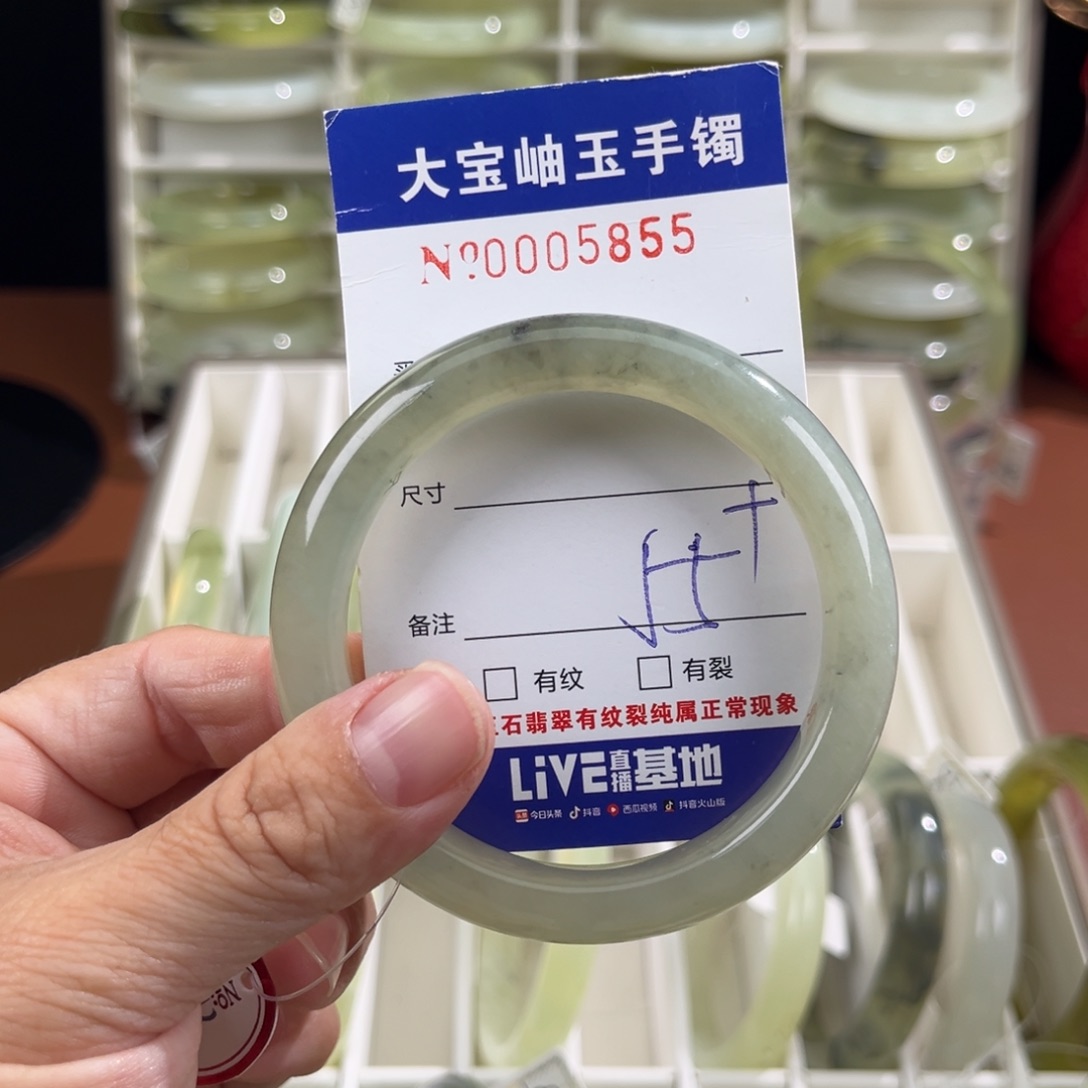 大宝岫玉手镯
Nº0005855
尺寸
备注
有纹 有裂
石翡翠有纹裂纯属正常现象
LiVE直播基地
今日头条 抖音 西瓜视频 抖音火山版
Nº: